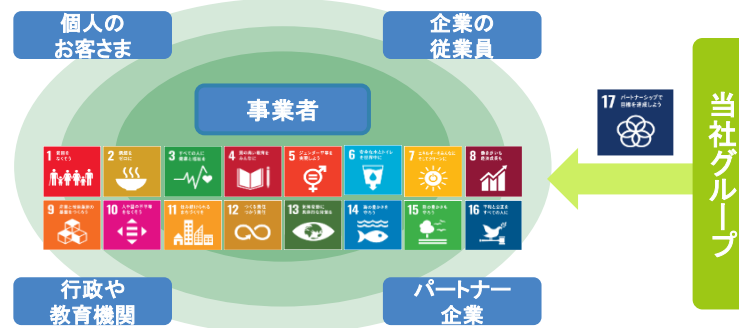 個人の
お客さま
企業の
従業員
事業者
17 パートナーシップで
目標を達成しよう
1 貧困を
なくそう
2 飢餓を
ゼロに
3 すべての人に
健康と福祉を
4 質の高い教育を
みんなに
5 ジェンダー平等を
実現しよう
6 安全な水とトイレ
を世界中に
7 エネルギーをみんなに
そしてクリーンに
8 働きがいも
経済成長も
9 産業と技術革新の
基盤をつくろう
10 人や国の不平等
をなくそう
11 住み続けられる
まちづくりを
12 つくる責任
つかう責任
13 気候変動に
具体的な対策を
14 海の豊かさを
守ろう
15 陸の豊かさも
守ろう
16 平和と公正を
すべての人に
行政や
教育機関
パートナー
企業
当社グループ